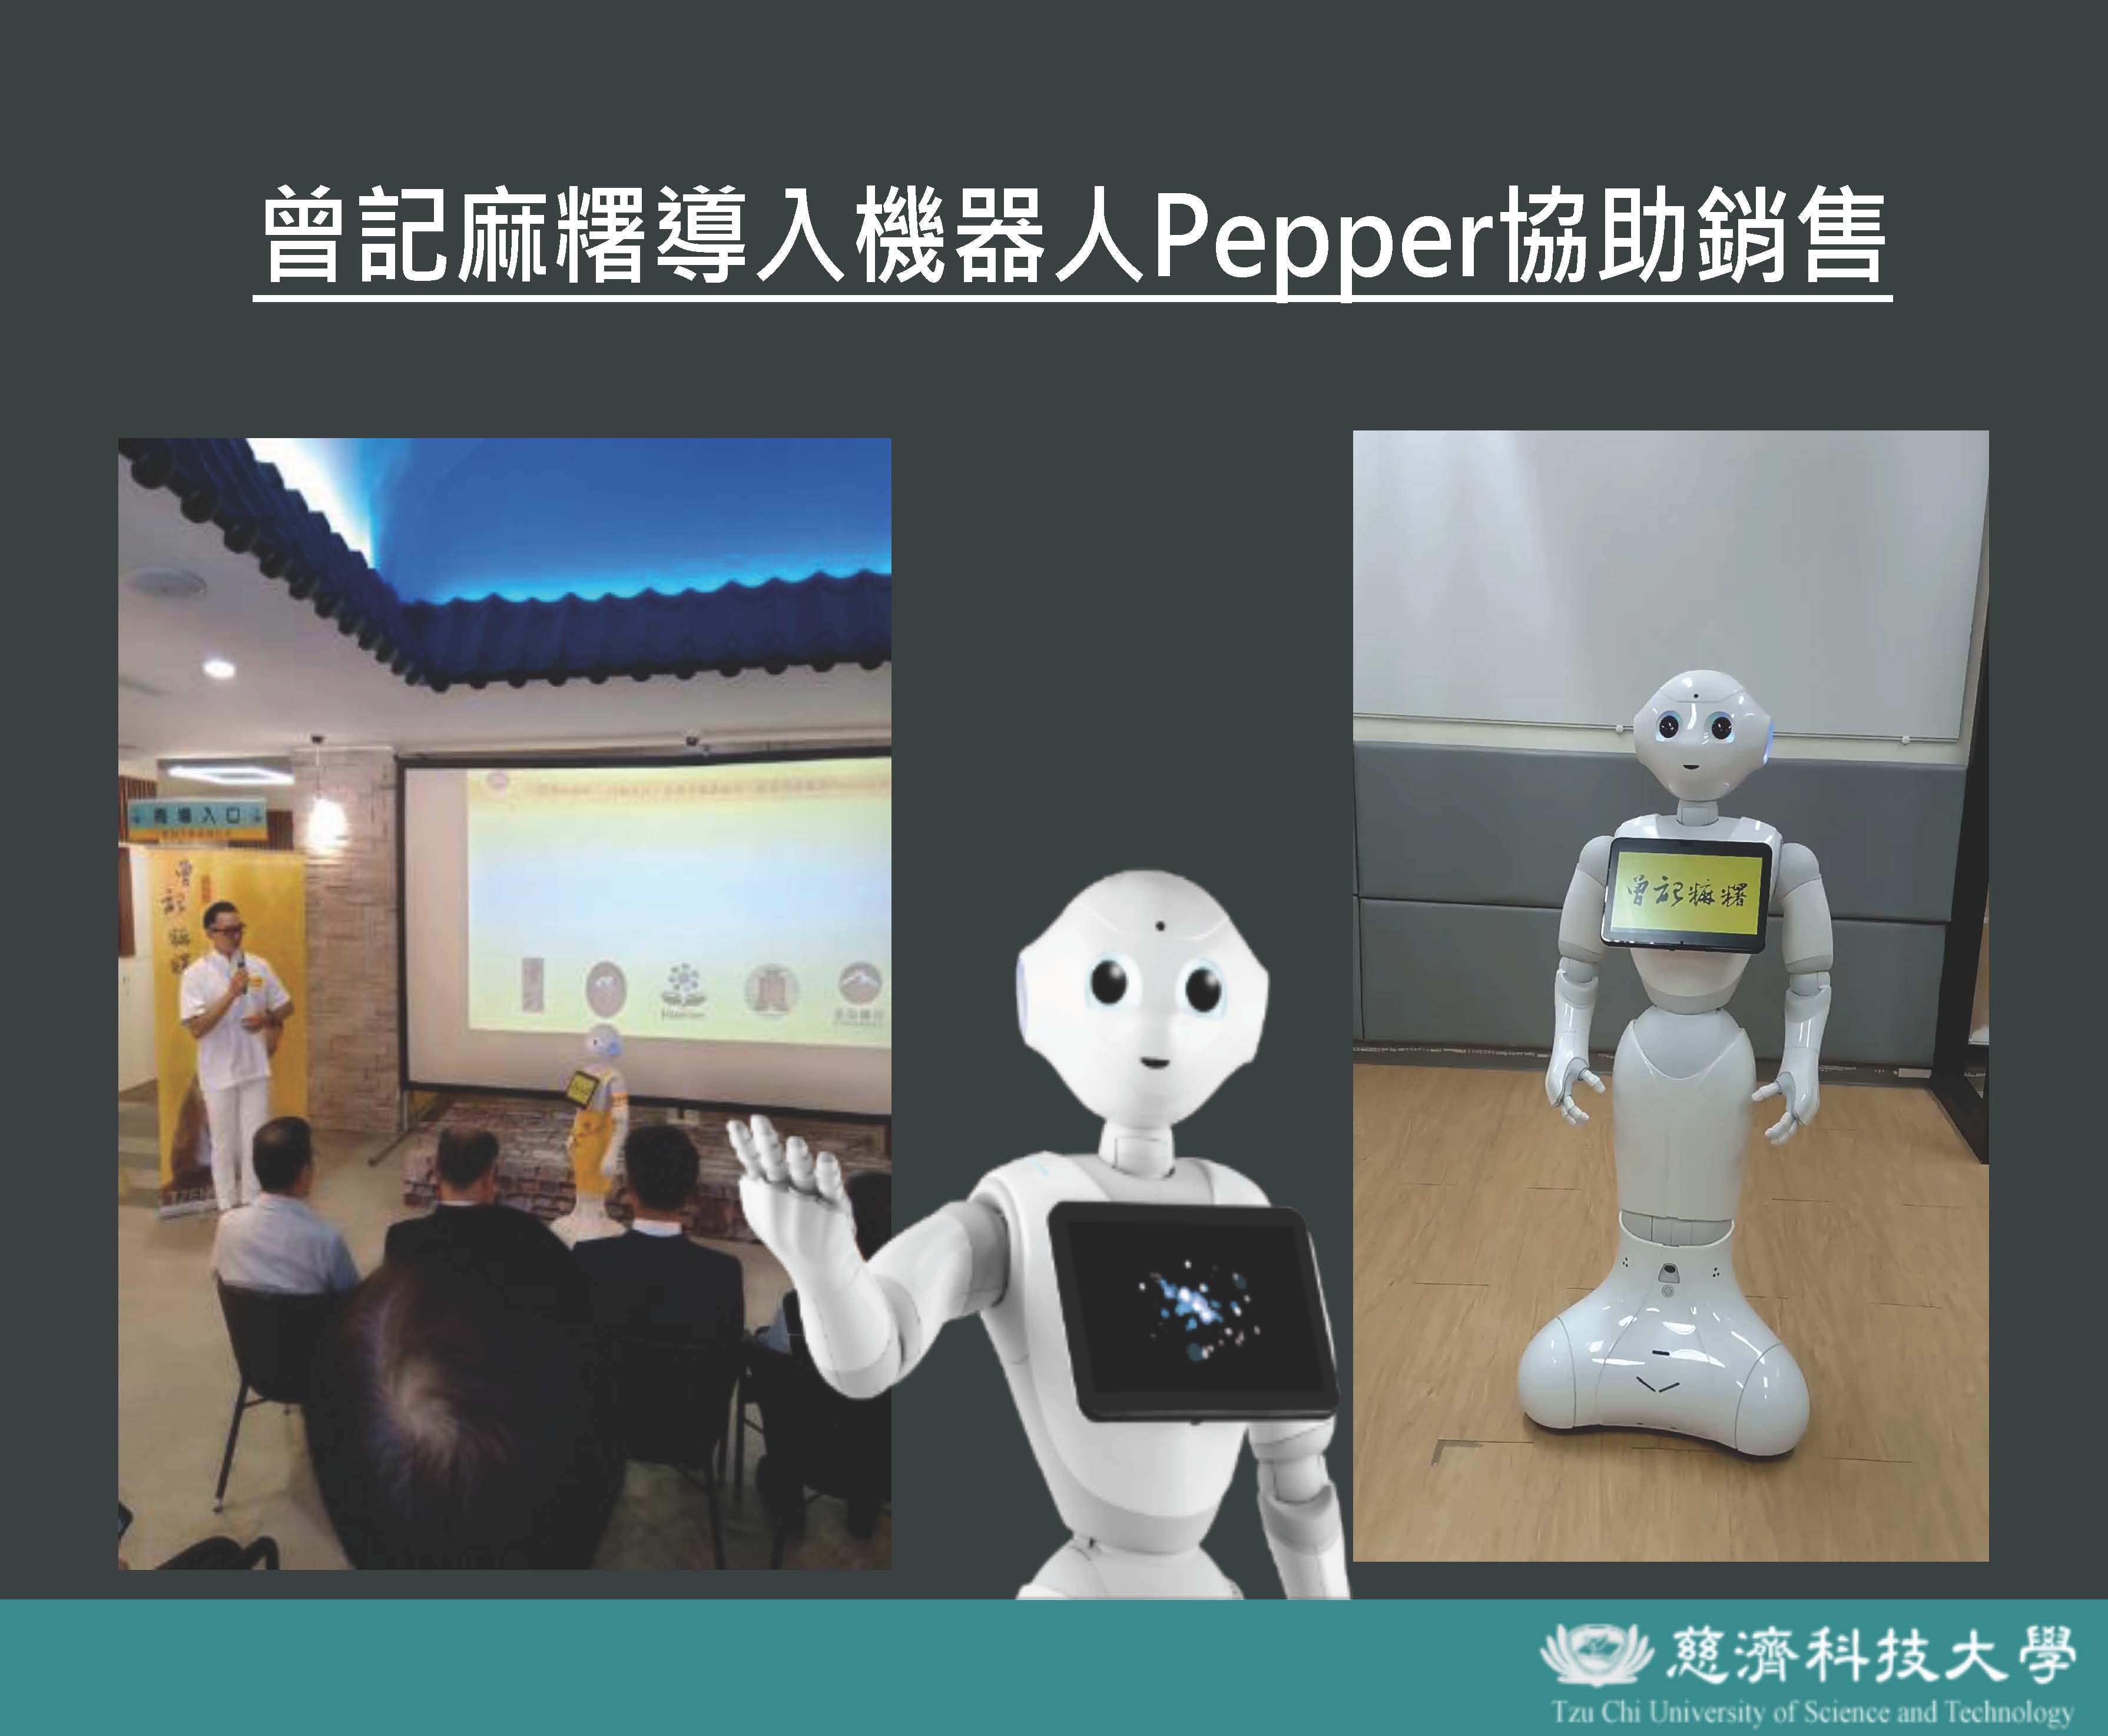 曾記麻糬導入機器人Pepper協助銷售
商場入口
ENTRANCE
曾記麻糬
曾記麻糬
慈濟科技大學
Tzu Chi University of Science and Technology